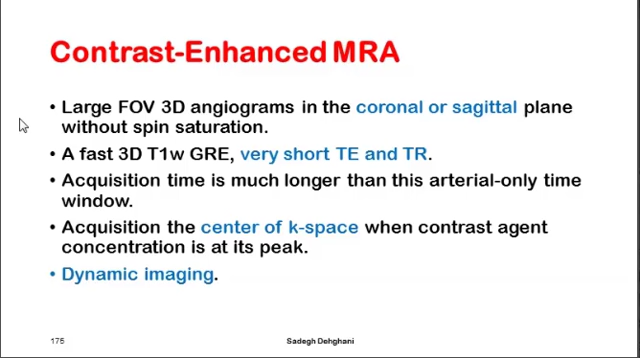 Contrast-Enhanced MRA
• Large FOV 3D angiograms in the coronal or sagittal plane
without spin saturation.
• A fast 3D T1w GRE, very short TE and TR.
• Acquisition time is much longer than this arterial-only time
window.
• Acquisition the center of k-space when contrast agent
concentration is at its peak.
• Dynamic imaging.
175
Sadegh Dehghani